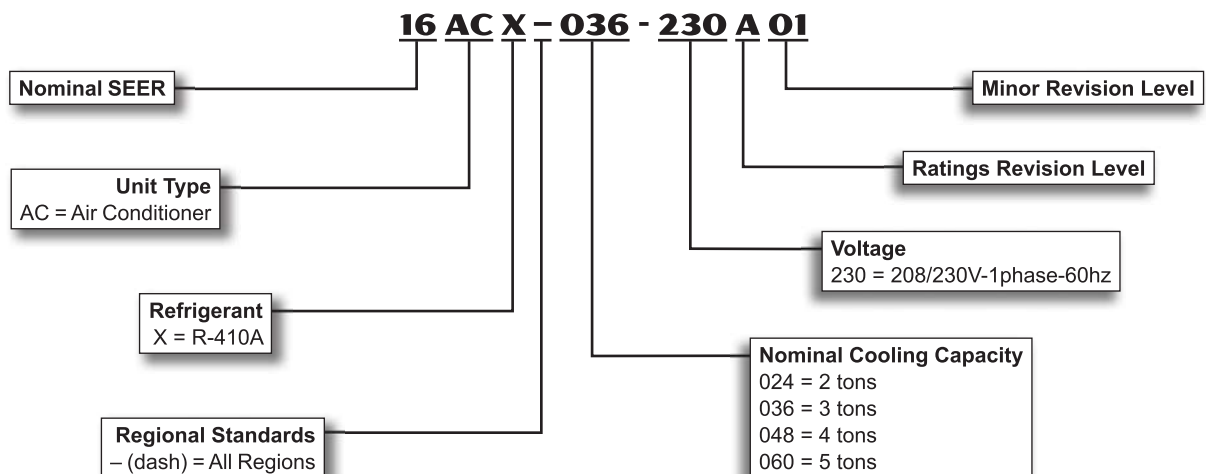 16 AC X – 036 - 230 A 01
Nominal SEER
Minor Revision Level
Unit Type
AC = Air Conditioner
Ratings Revision Level
Voltage
230 = 208/230V-1phase-60hz
Refrigerant
X = R-410A
Nominal Cooling Capacity
024 = 2 tons
036 = 3 tons
048 = 4 tons
060 = 5 tons
Regional Standards
– (dash) = All Regions